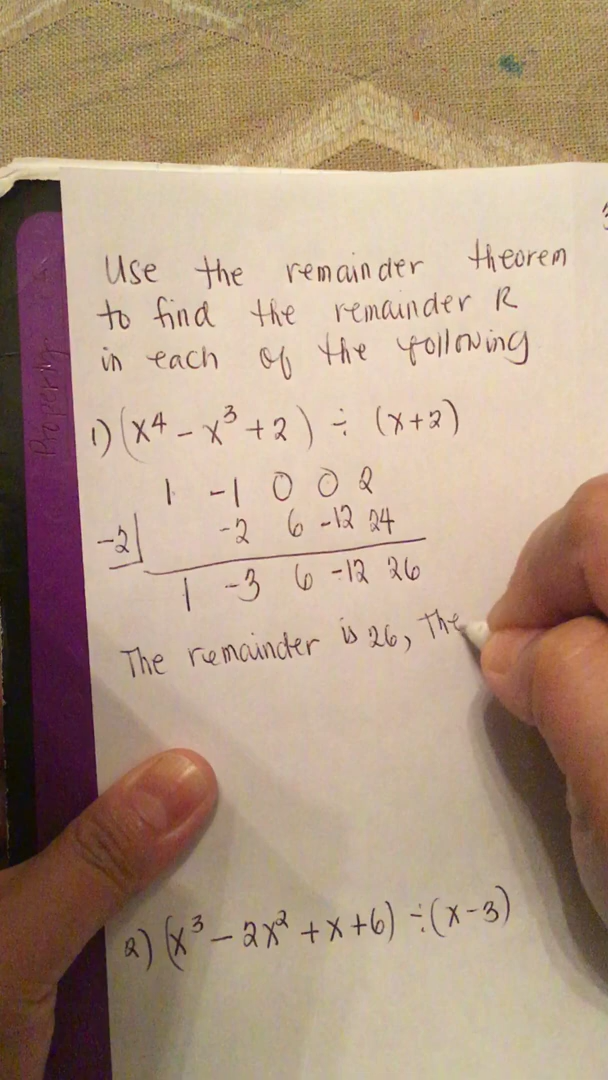 Use the remainder theorem
to find the remainder R
in each of the following
1) (x⁴ - x³ + 2) ÷ (x+2)
1 -1 0 0 2
-2 -2 6 -12 24
1 -3 6 -12 26
The remainder is 26, The
2) (x³ - 2x² + x + 6) ÷ (x-3)